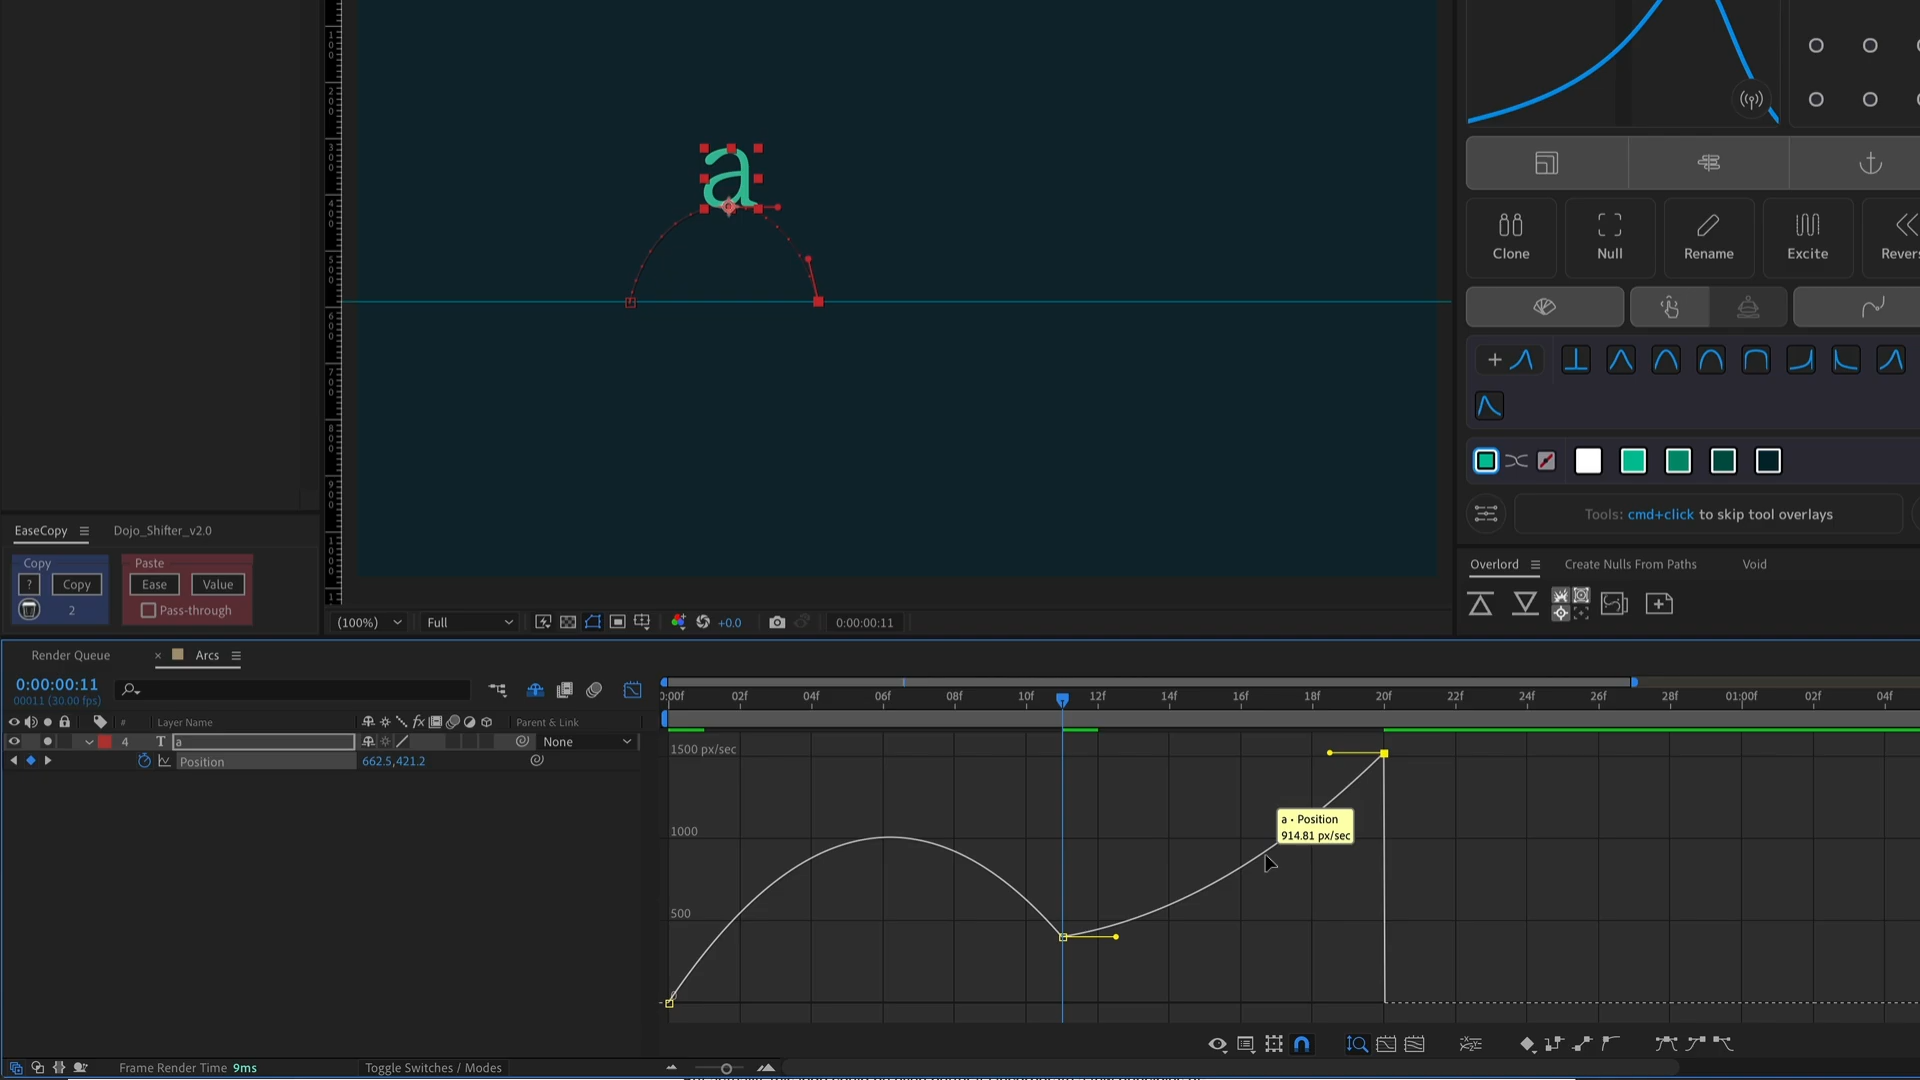 Clone
Null
Rename
Excite
Revers
Tools: cmd+click to skip tool overlays
EaseCopy
Dojo_Shifter_v2.0
Copy
Paste
?
Copy
Ease
Value
2
Pass-through
Overlord
Create Nulls From Paths
Void
(100%)
Full
+0.0
0:00:00:11
Render Queue
× Arcs
0:00:00:11
00011 (30.00 fps)
0:00f 02f 04f 06f 08f 10f 12f 14f 16f 18f 20f 22f 24f 26f 28f 01:00f 02f 04f
# Layer Name
fx
Parent & Link
4 T a
None
Position
662.5,421.2
1500 px/sec
1000
500
0
a • Position
914.81 px/sec
Frame Render Time 9ms
Toggle Switches / Modes
a